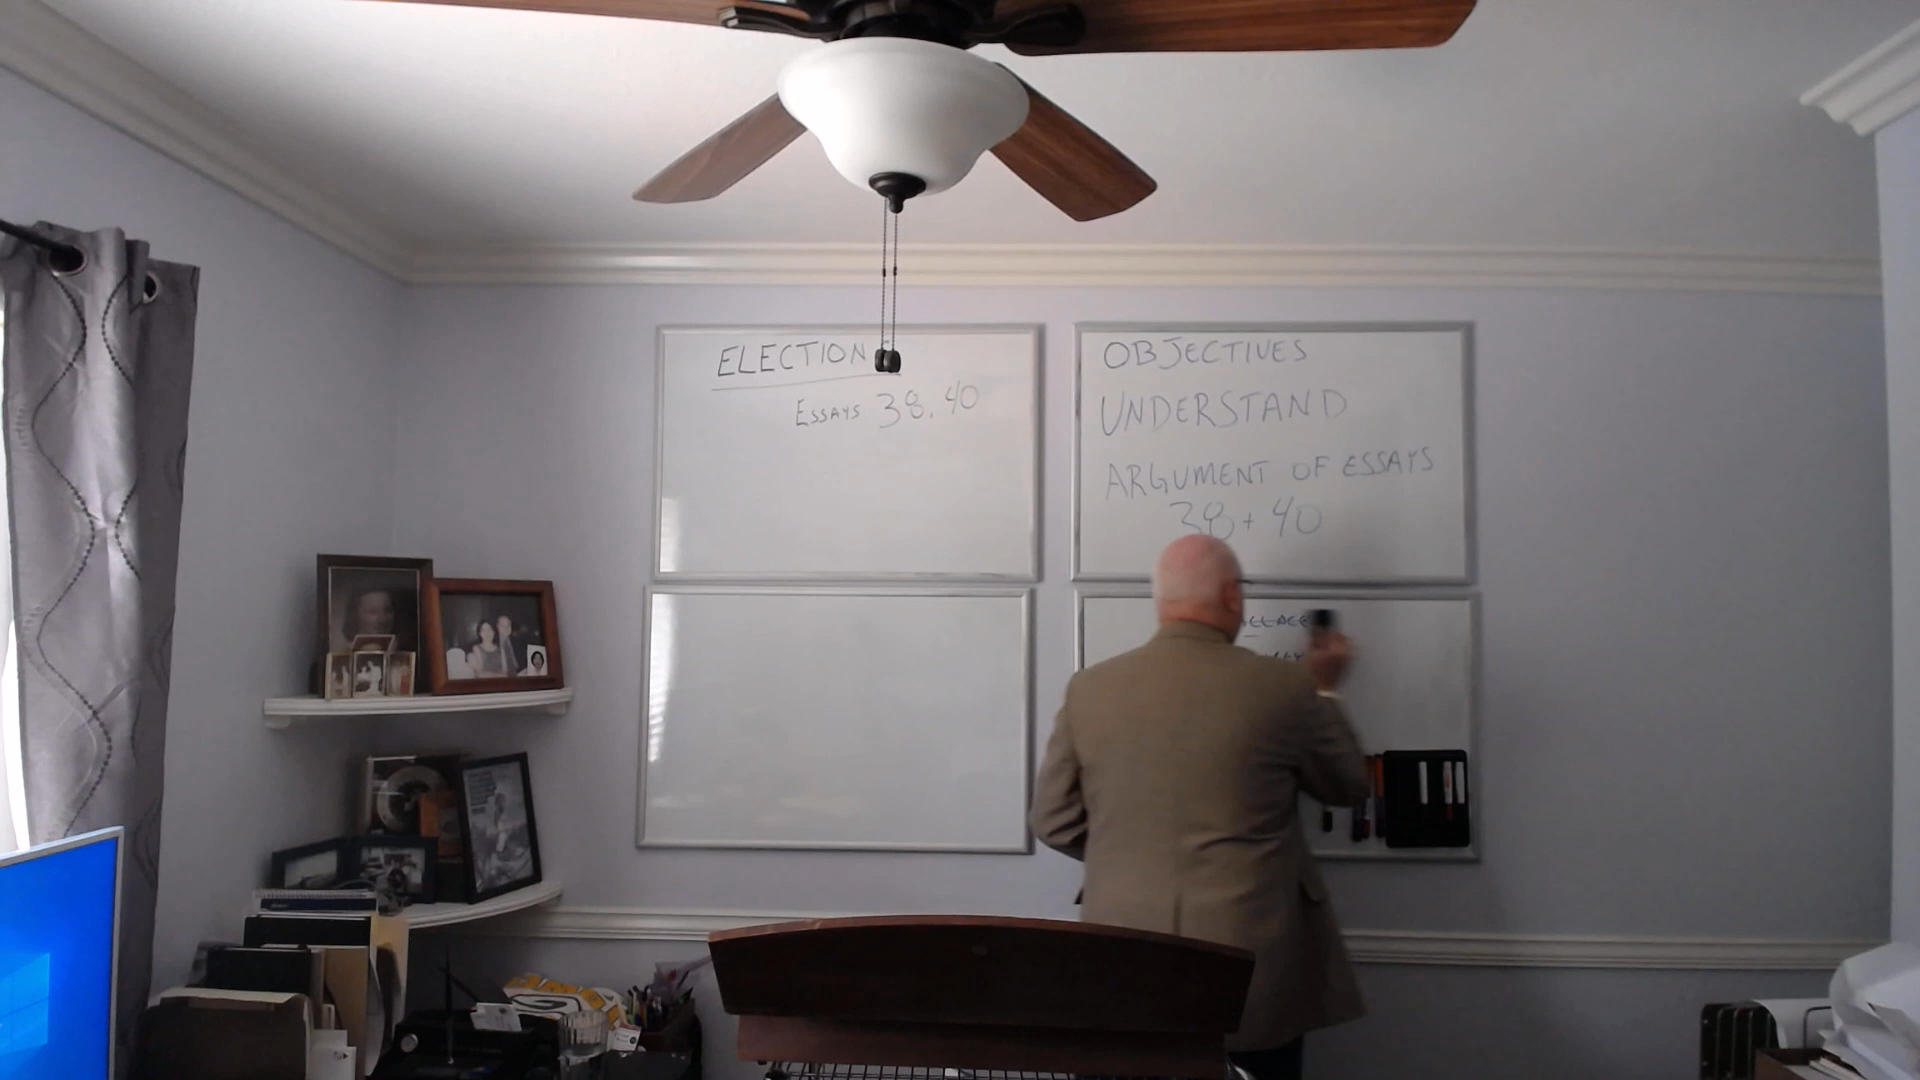 ELECTION
ESSAYS 38, 40
OBJECTIVES
UNDERSTAND
ARGUMENT OF ESSAYS
38 + 40